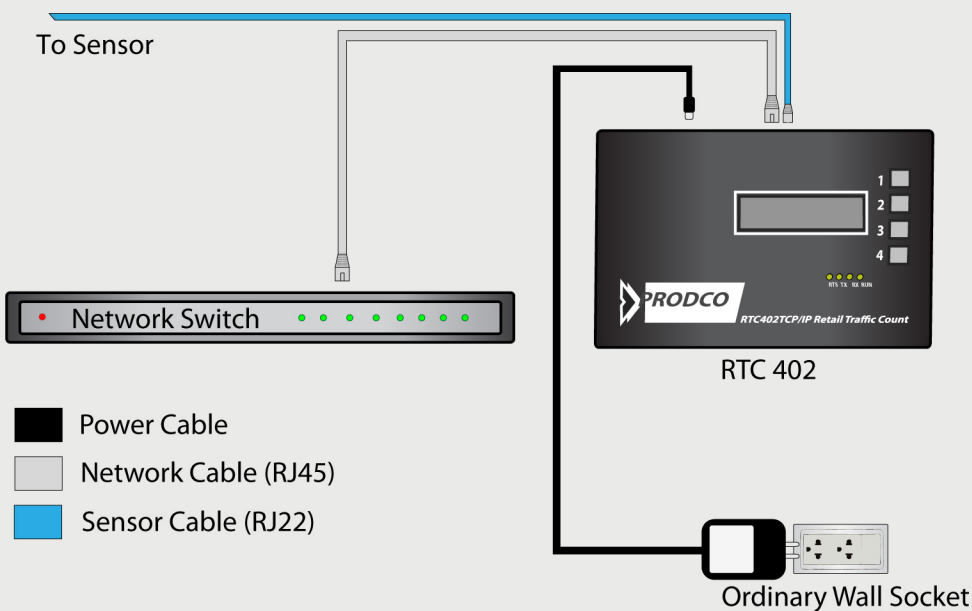 To Sensor
1
2
3
4
RTS TX RX RUN
PRODCO
RTC402TCP/IP Retail Traffic Count
Network Switch
RTC 402
Power Cable
Network Cable (RJ45)
Sensor Cable (RJ22)
Ordinary Wall Socket